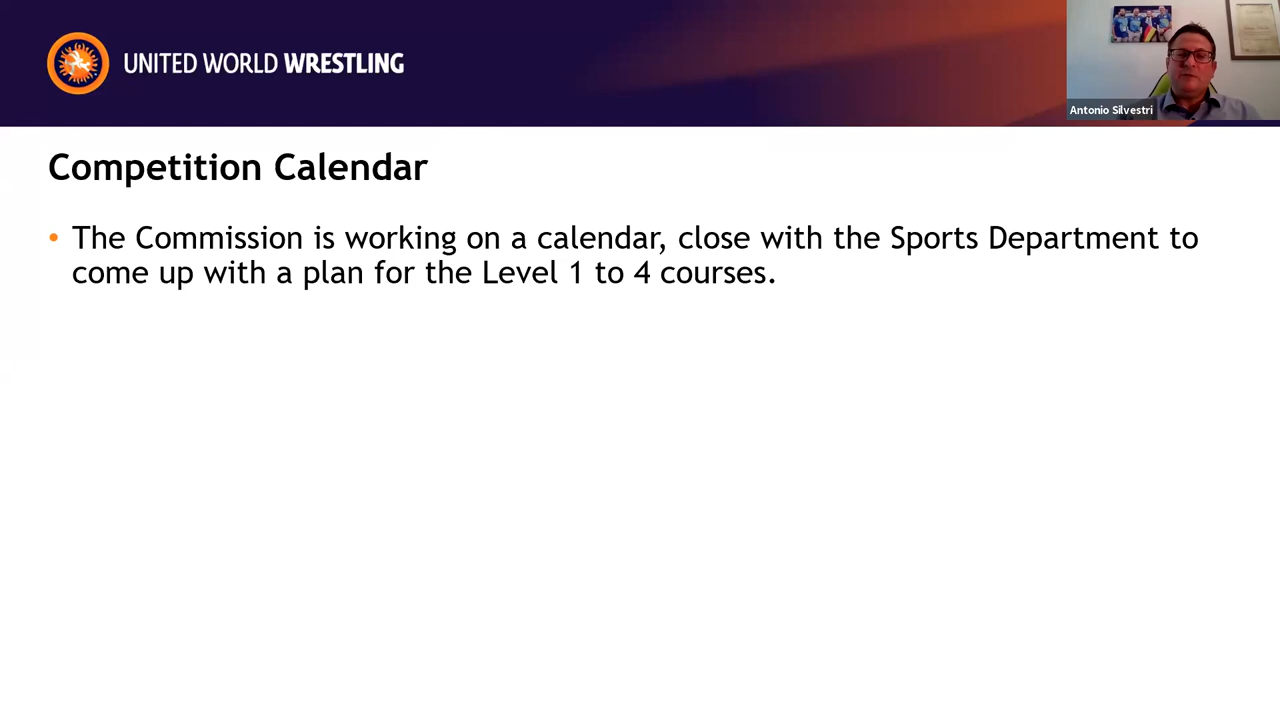 UNITED WORLD WRESTLING
Antonio Silvestri
Competition Calendar
• The Commission is working on a calendar, close with the Sports Department to
come up with a plan for the Level 1 to 4 courses.